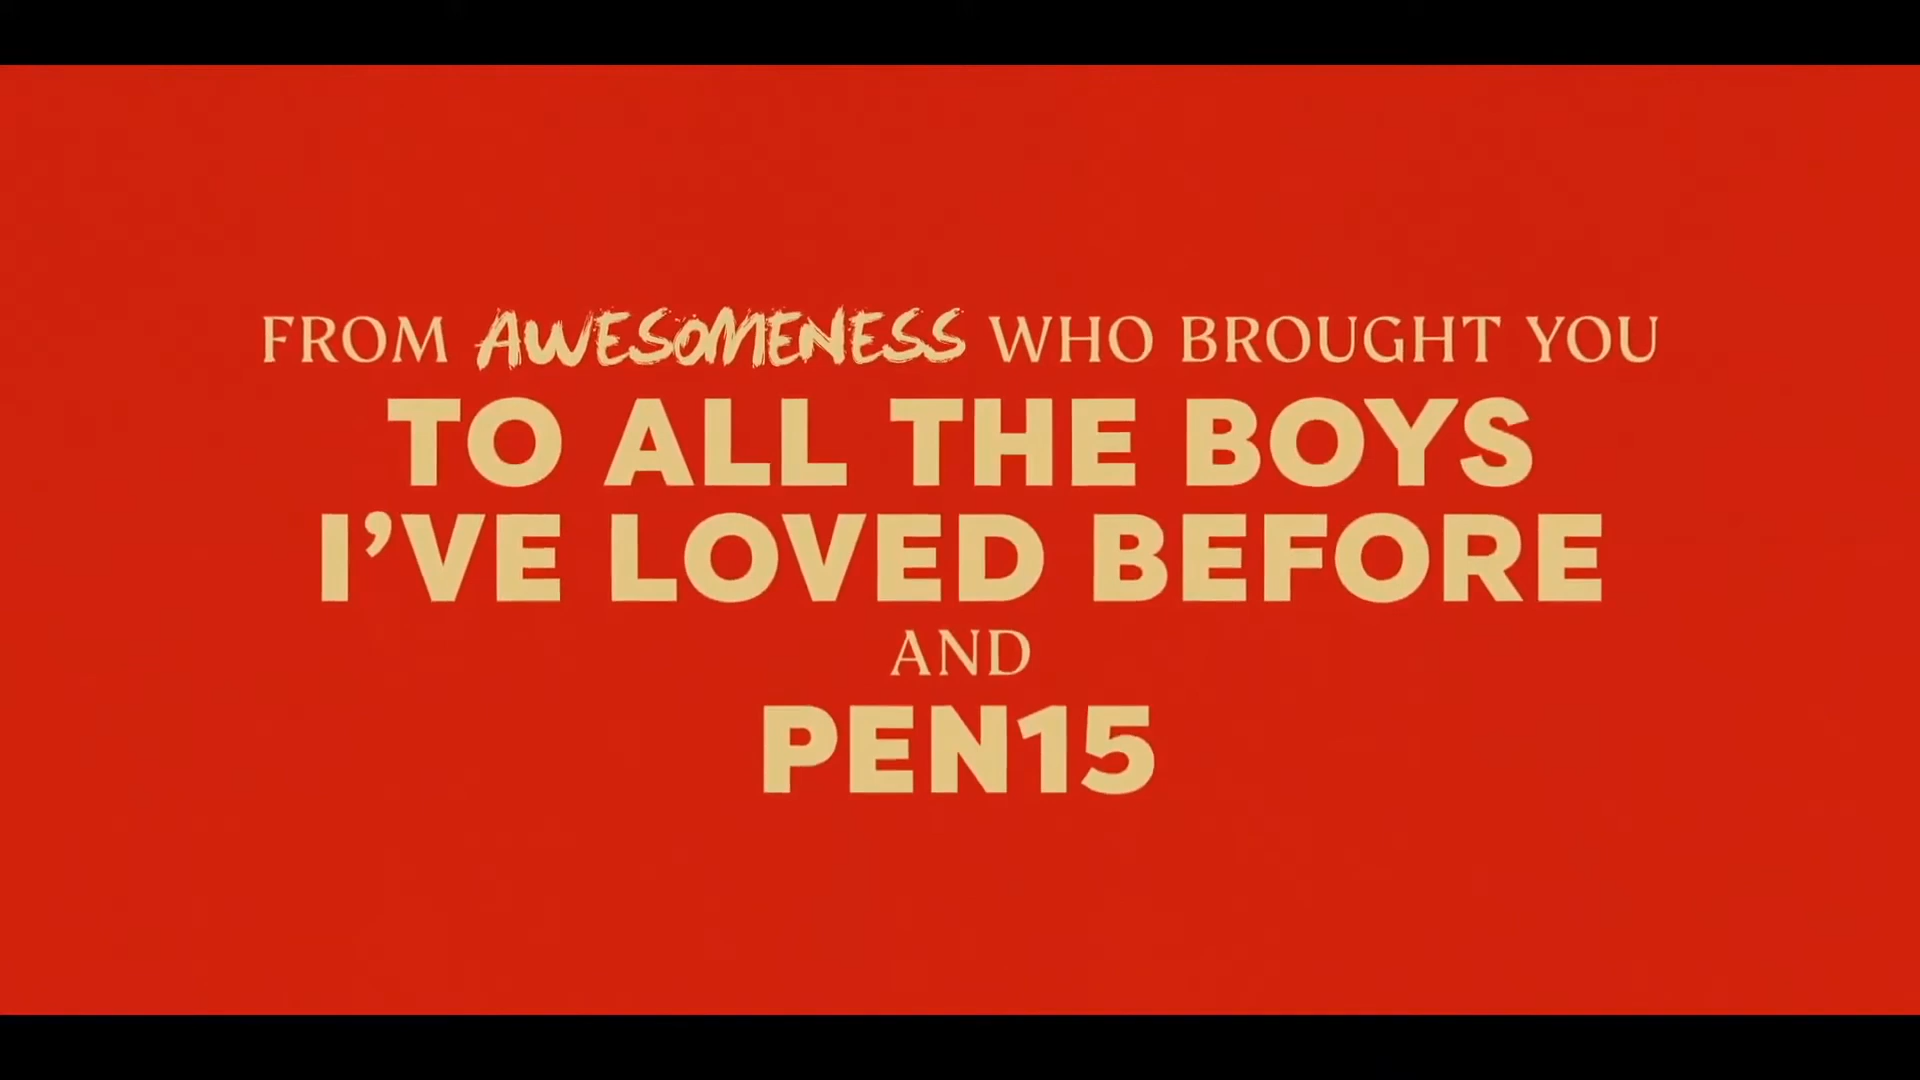 FROM AWESOMENESS WHO BROUGHT YOU
TO ALL THE BOYS
I’VE LOVED BEFORE
AND
PEN15